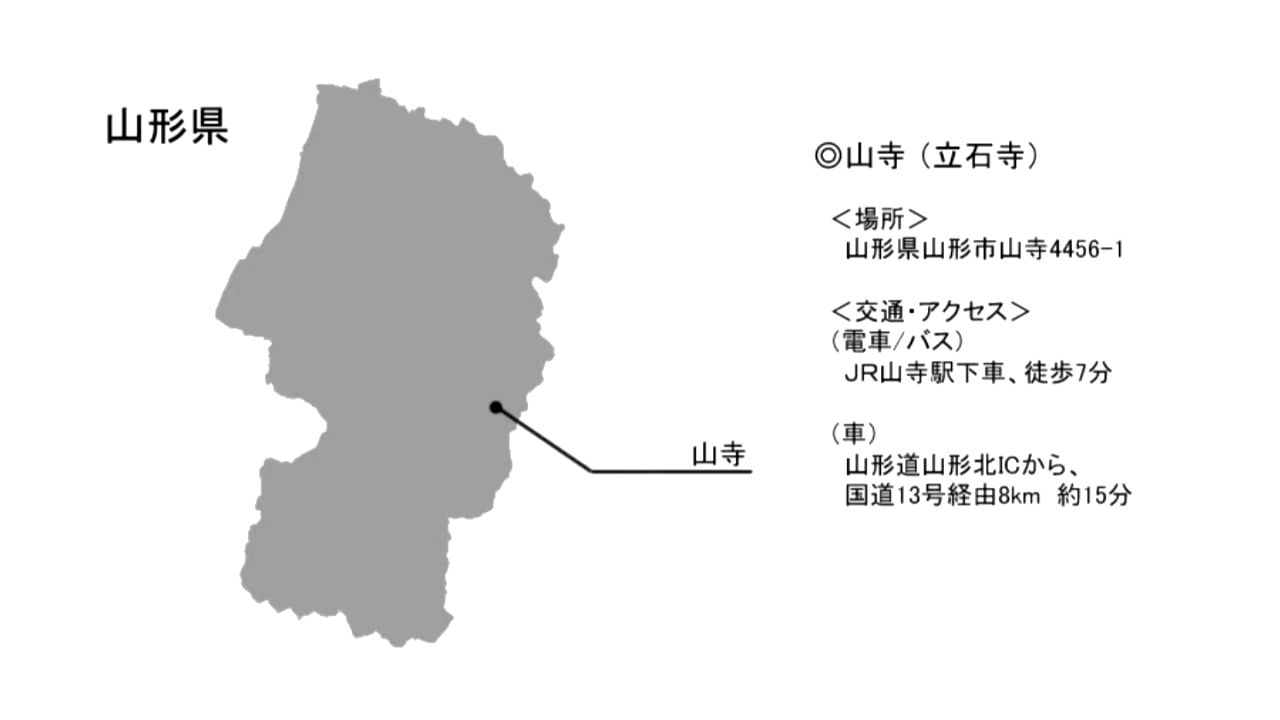 山形県
◎山寺（立石寺）
＜場所＞
山形県山形市山寺4456-1
＜交通・アクセス＞
（電車/バス）
ＪＲ山寺駅下車、徒歩7分
（車）
山形道山形北ICから、
国道13号経由8km　約15分
山寺